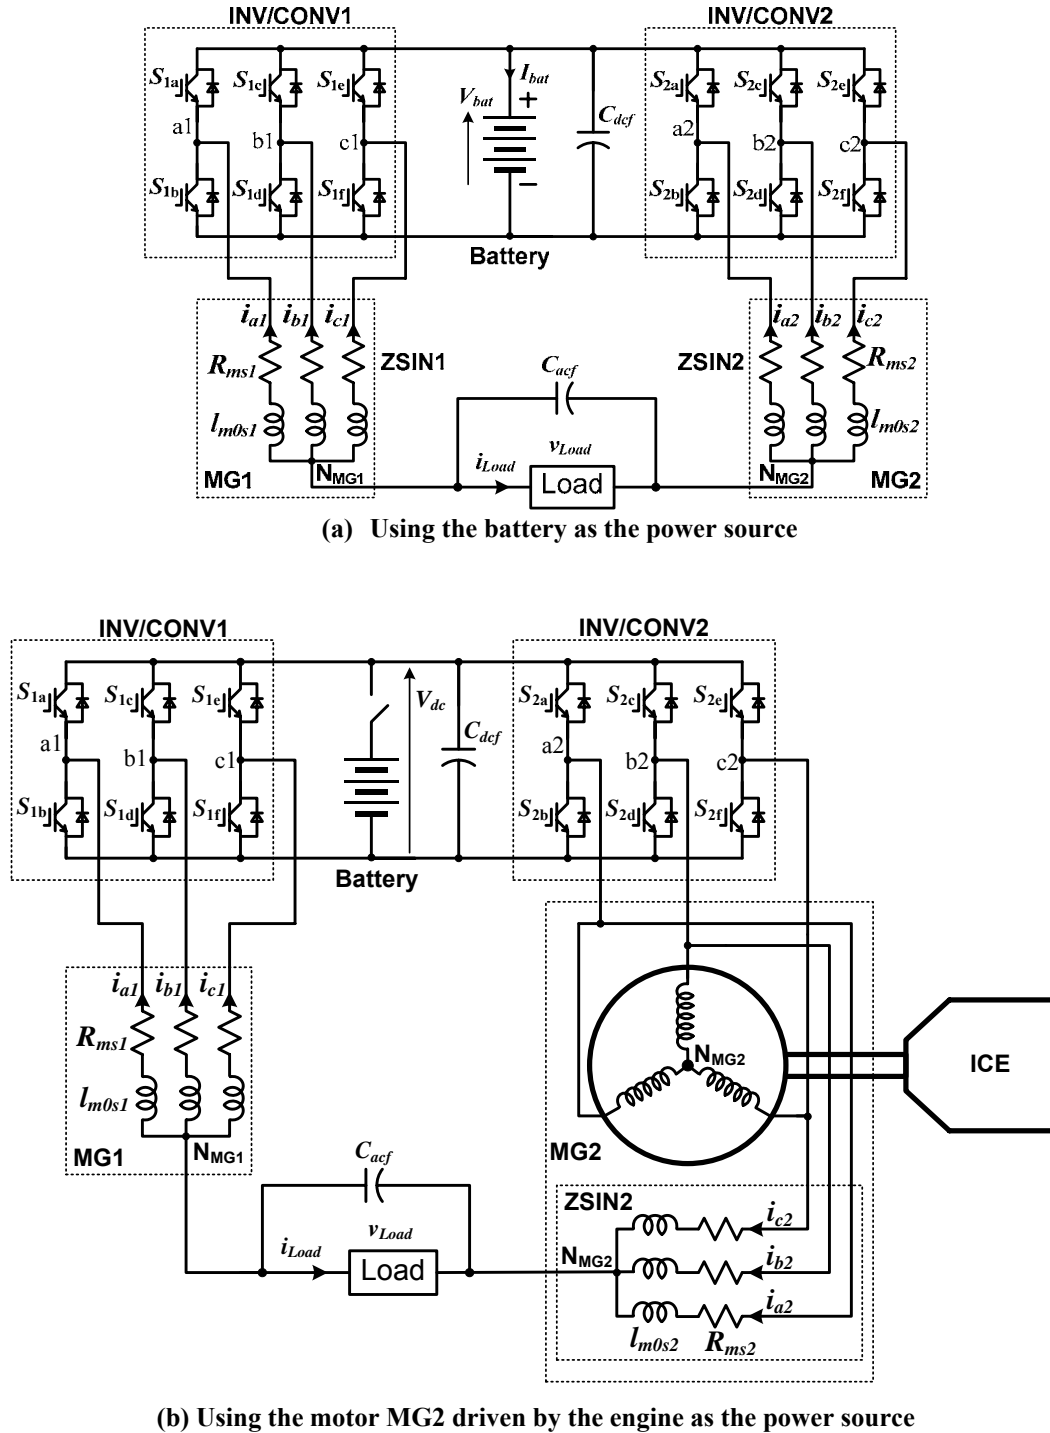 INV/CONV1 INV/CONV2
S1a S1c S1e Ibat S2a S2c S2e
Vbat + Cdcf
a1 b1 c1 a2 b2 c2
S1b S1d S1f − S2b S2d S2f
Battery
ia1 ib1 ic1 ia2 ib2 ic2
Rms1 ZSIN1 Cacf ZSIN2 Rms2
lm0s1 vLoad lm0s2
MG1 NMG1 iLoad Load NMG2 MG2
(a) Using the battery as the power source
INV/CONV1 INV/CONV2
S1a S1c S1e Vdc S2a S2c S2e
a1 b1 c1 Cdcf a2 b2 c2
S1b S1d S1f S2b S2d S2f
Battery
ia1 ib1 ic1
Rms1 NMG2 ICE
lm0s1
MG1 NMG1 Cacf MG2
ZSIN2
vLoad ic2
iLoad Load NMG2 ib2
ia2
lm0s2 Rms2
(b) Using the motor MG2 driven by the engine as the power source